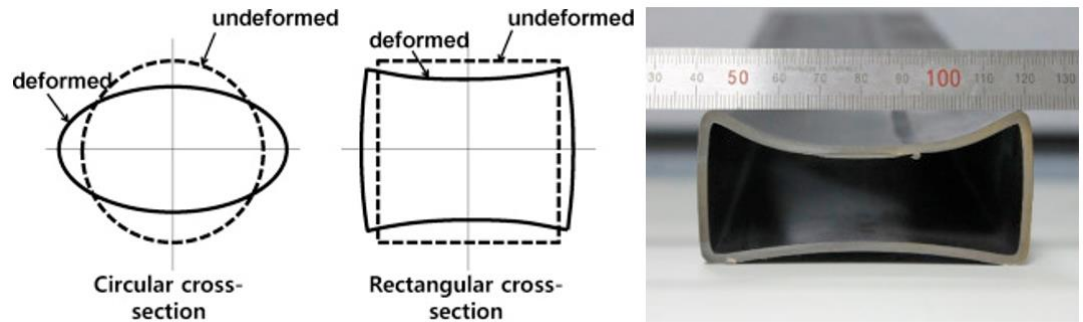 undeformed
deformed
Circular cross-
section
undeformed
deformed
Rectangular cross-
section
30 40 50 60 70 80 90 100 110 120 130